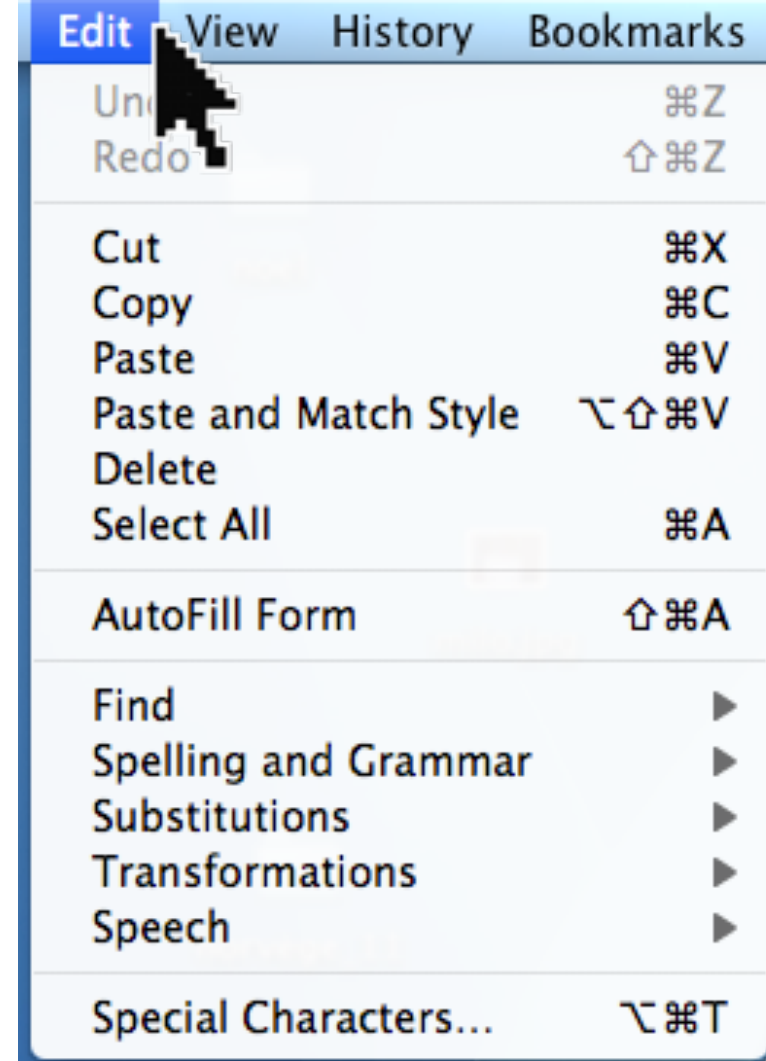 Edit View History Bookmarks
⌘Z
Redo ⇧⌘Z
Cut ⌘X
Copy ⌘C
Paste ⌘V
Paste and Match Style ⌥⇧⌘V
Delete
Select All ⌘A
AutoFill Form ⇧⌘A
Find ▶
Spelling and Grammar ▶
Substitutions ▶
Transformations ▶
Speech ▶
Special Characters... ⌥⌘T